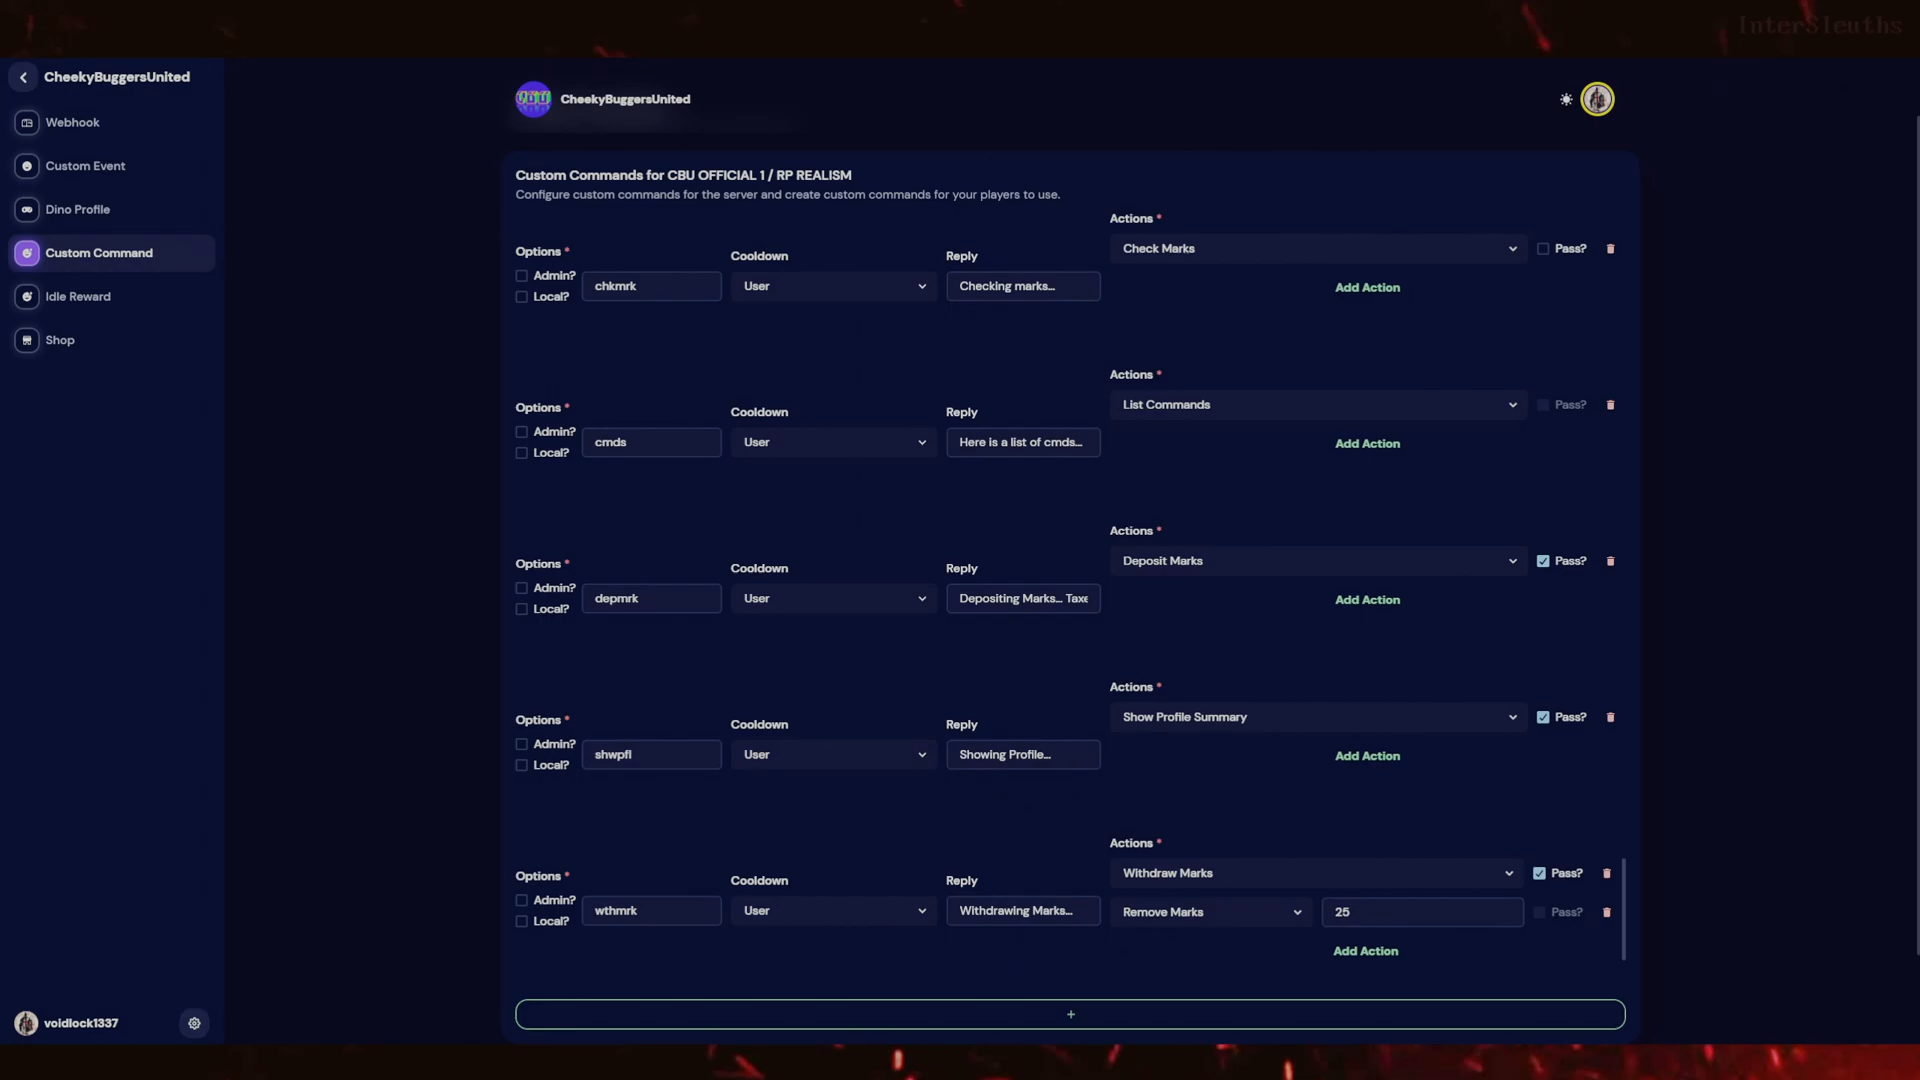 InterSleuths
CheekyBuggersUnited
Webhook
Custom Event
Dino Profile
Custom Command
Idle Reward
Shop
CheekyBuggersUnited
Custom Commands for CBU OFFICIAL 1 / RP REALISM
Configure custom commands for the server and create custom commands for your players to use.
Options *
Admin?
Local?
chkmrk
Cooldown
User
Reply
Checking marks...
Actions *
Check Marks
Pass?
Add Action
Options *
Admin?
Local?
cmds
Cooldown
User
Reply
Here is a list of cmds...
Actions *
List Commands
Pass?
Add Action
Options *
Admin?
Local?
depmrk
Cooldown
User
Reply
Depositing Marks... Taxe
Actions *
Deposit Marks
Pass?
Add Action
Options *
Admin?
Local?
shwpfl
Cooldown
User
Reply
Showing Profile...
Actions *
Show Profile Summary
Pass?
Add Action
Options *
Admin?
Local?
wthmrk
Cooldown
User
Reply
Withdrawing Marks...
Actions *
Withdraw Marks
Pass?
Remove Marks
25
Pass?
Add Action
+
voidlock1337